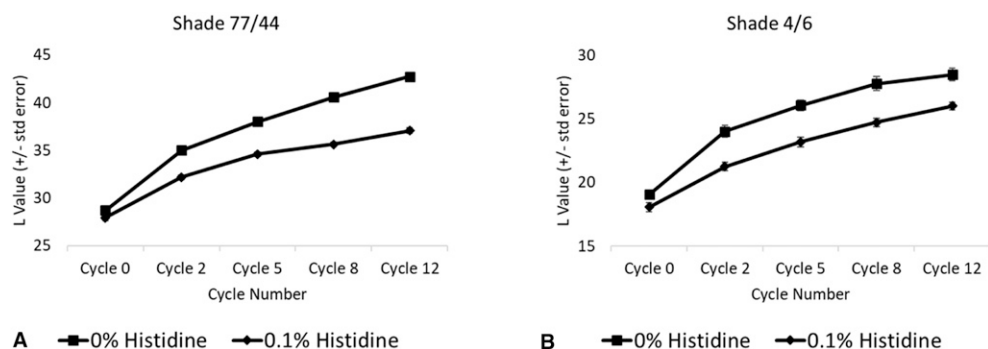 Shade 77/44
L Value (+/- std error)
45
40
35
30
25
Cycle 0 Cycle 2 Cycle 5 Cycle 8 Cycle 12
Cycle Number
A 0% Histidine 0.1% Histidine
Shade 4/6
L Value (+/- std error)
30
25
20
15
Cycle 0 Cycle 2 Cycle 5 Cycle 8 Cycle 12
Cycle Number
B 0% Histidine 0.1% Histidine